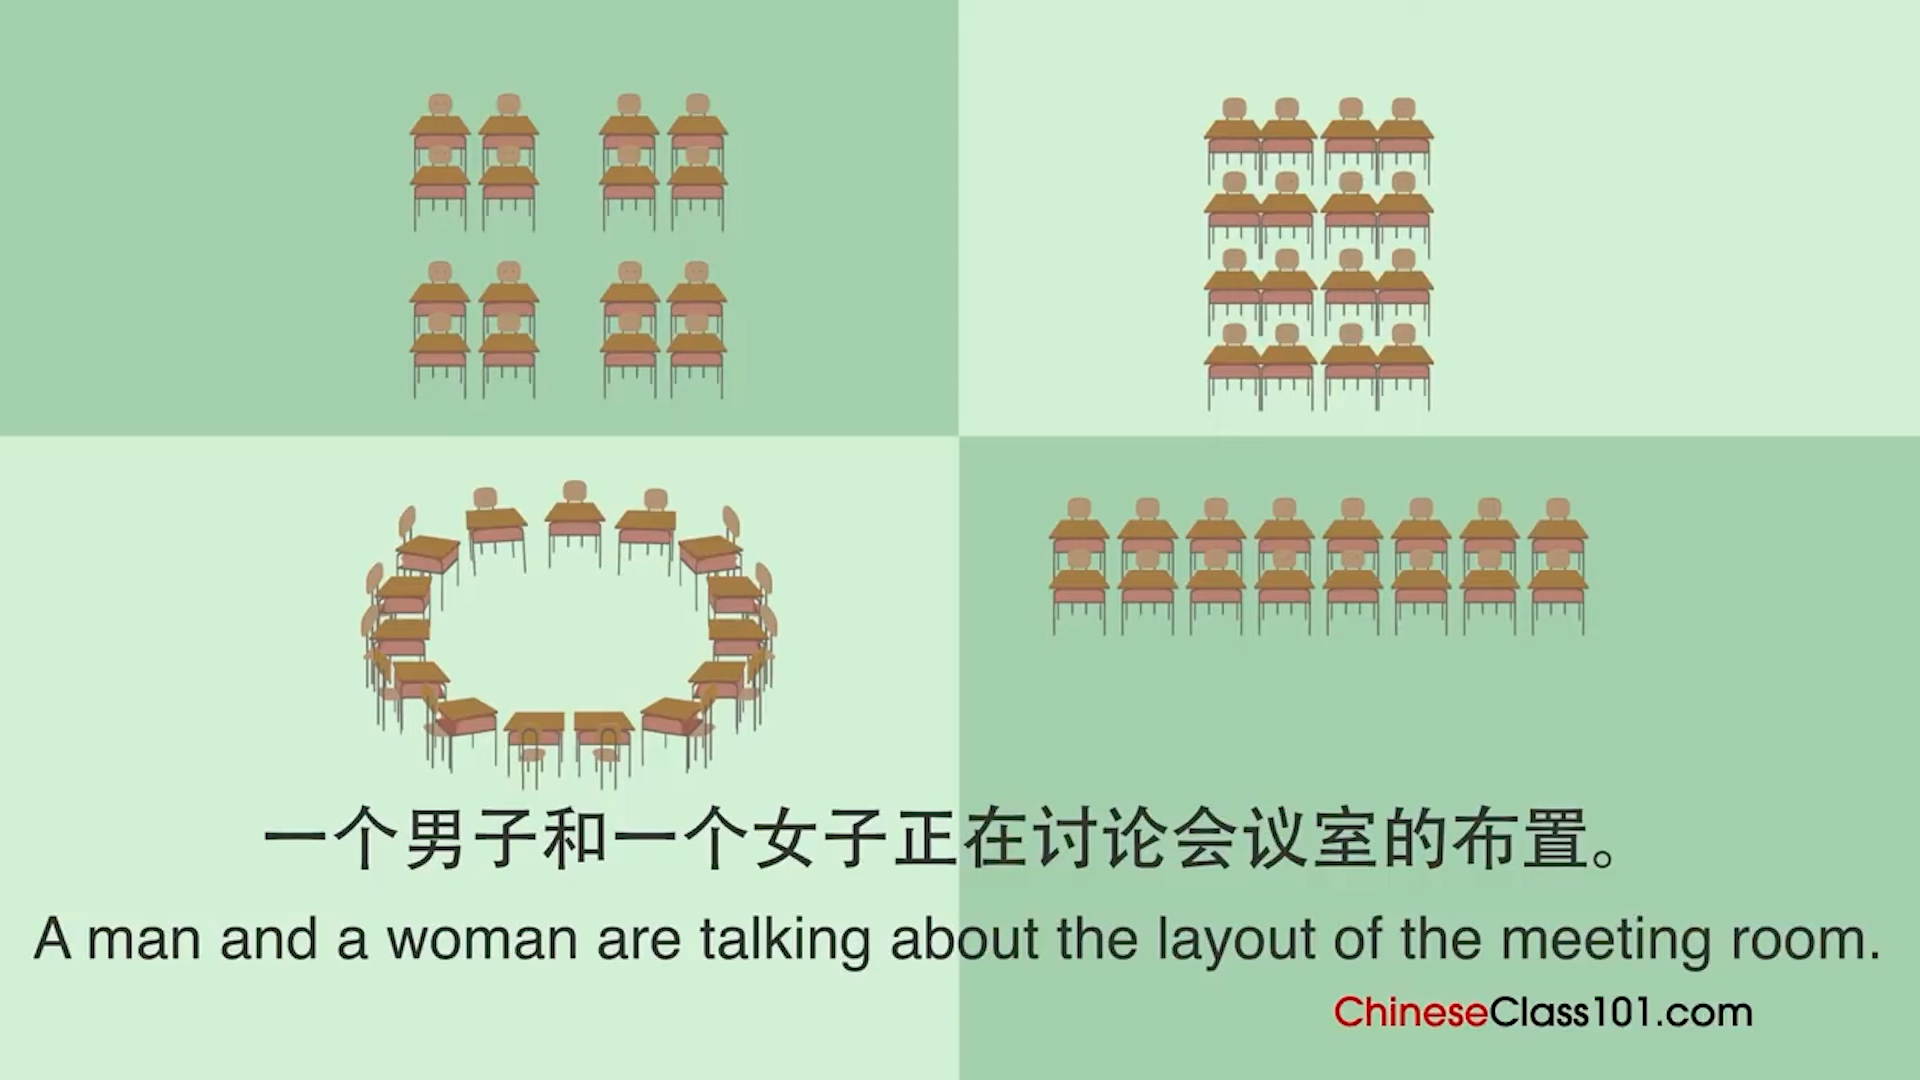 一个男子和一个女子正在讨论会议室的布置。
A man and a woman are talking about the layout of the meeting room.
ChineseClass101.com